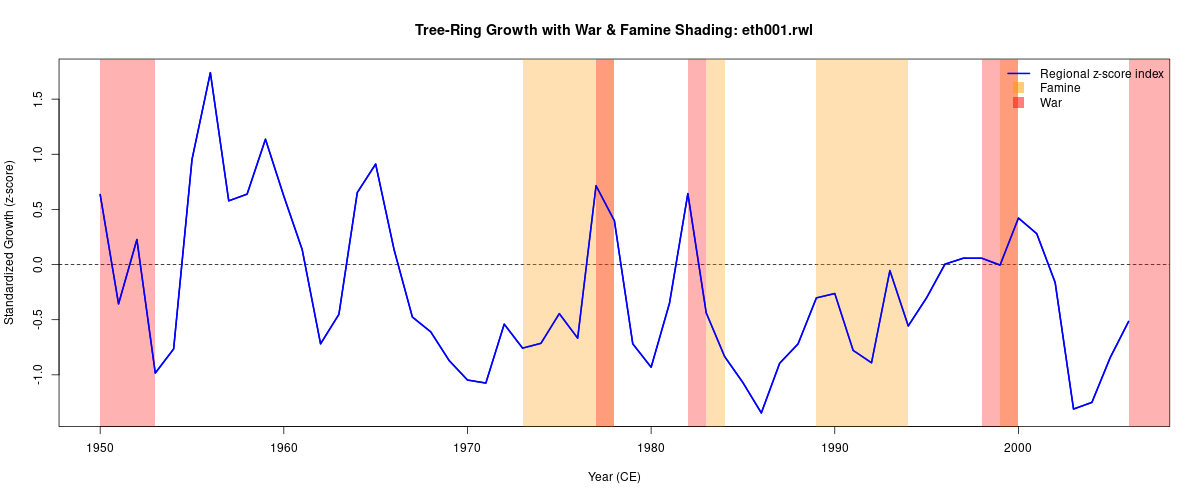 Tree-Ring Growth with War & Famine Shading: eth001.rwl
Regional z-score index
Famine
War
Standardized Growth (z-score)
1.5
1.0
0.5
0.0
-0.5
-1.0
1950 1960 1970 1980 1990 2000
Year (CE)